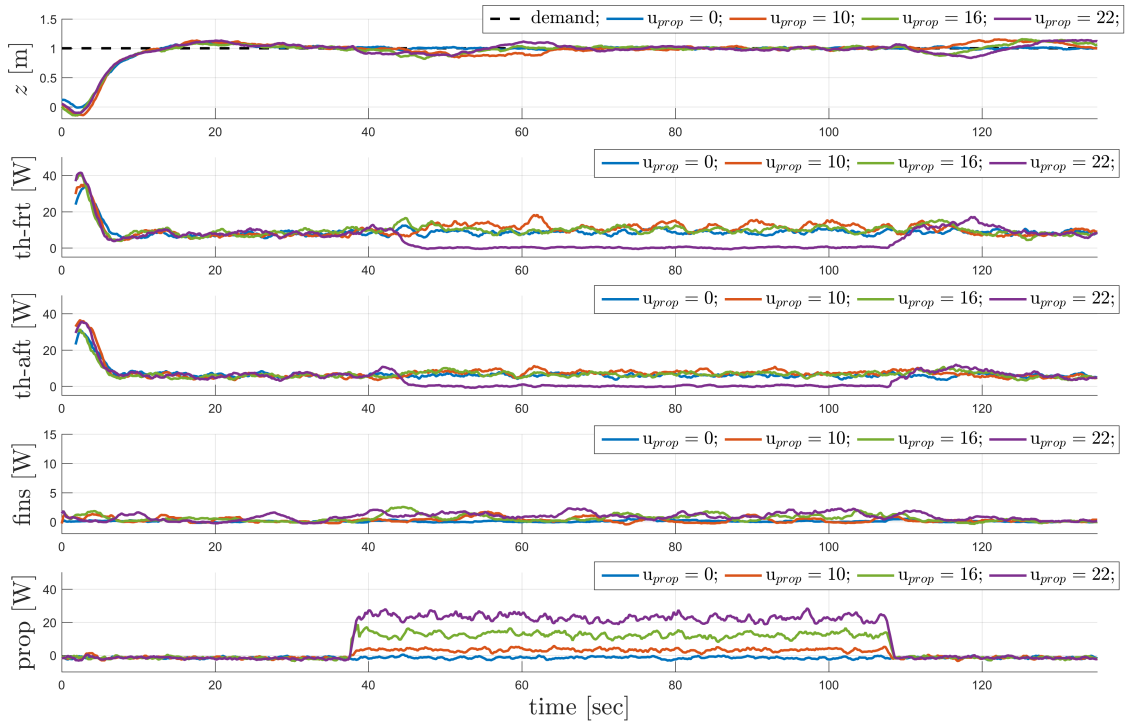 demand; u_prop = 0; u_prop = 10; u_prop = 16; u_prop = 22;
1.5
1
0.5
0
z [m]
0 20 40 60 80 100 120
u_prop = 0; u_prop = 10; u_prop = 16; u_prop = 22;
40
20
0
th-frt [W]
0 20 40 60 80 100 120
u_prop = 0; u_prop = 10; u_prop = 16; u_prop = 22;
40
20
0
th-aft [W]
0 20 40 60 80 100 120
u_prop = 0; u_prop = 10; u_prop = 16; u_prop = 22;
15
10
5
0
fins [W]
0 20 40 60 80 100 120
u_prop = 0; u_prop = 10; u_prop = 16; u_prop = 22;
40
20
0
prop [W]
0 20 40 60 80 100 120
time [sec]